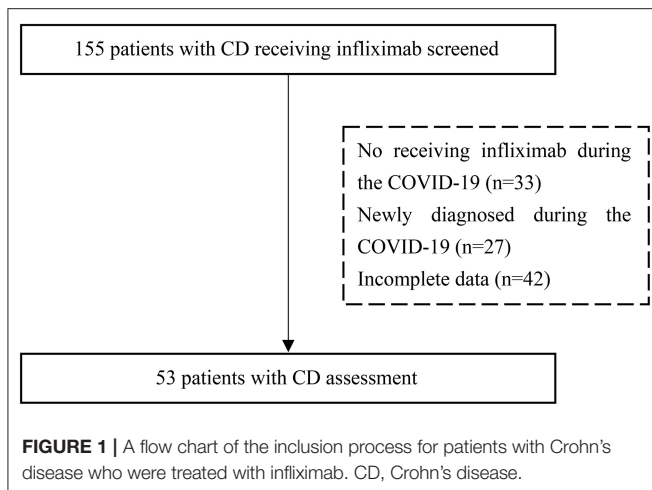 155 patients with CD receiving infliximab screened
No receiving infliximab during
the COVID-19 (n=33)
Newly diagnosed during the
COVID-19 (n=27)
Incomplete data (n=42)
53 patients with CD assessment
FIGURE 1 | A flow chart of the inclusion process for patients with Crohn's
disease who were treated with infliximab. CD, Crohn's disease.